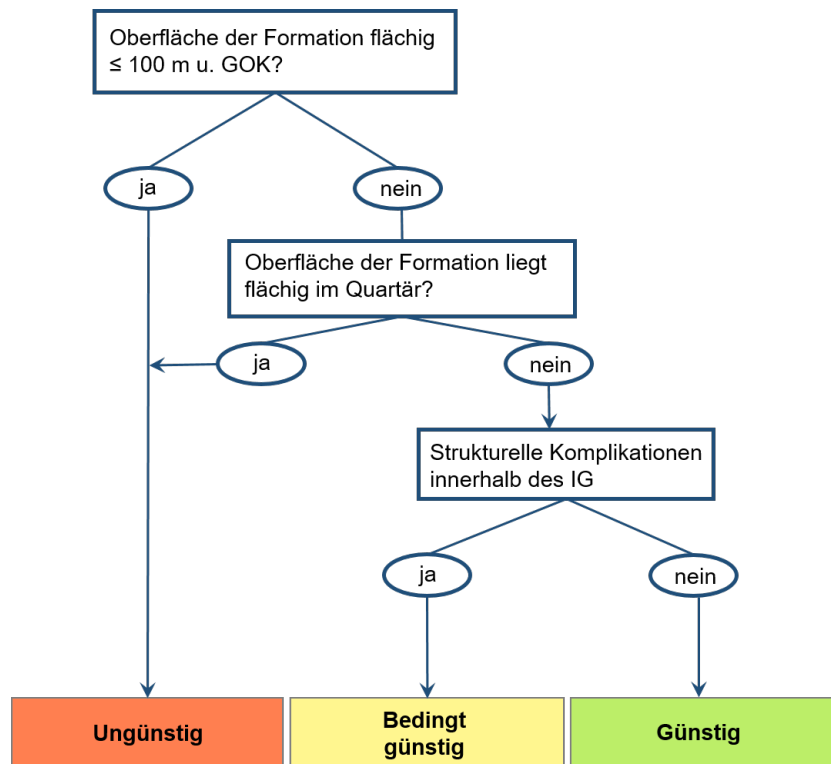 Oberfläche der Formation flächig
≤ 100 m u. GOK?
ja
nein
Oberfläche der Formation liegt
flächig im Quartär?
ja
nein
Strukturelle Komplikationen
innerhalb des IG
ja
nein
Ungünstig
Bedingt
günstig
Günstig